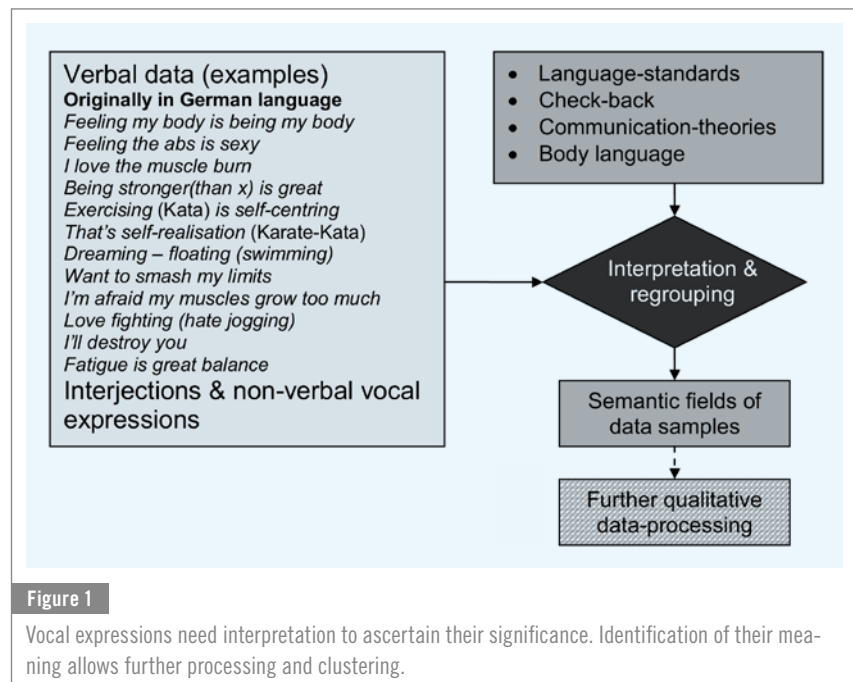 Verbal data (examples)
Originally in German language
Feeling my body is being my body
Feeling the abs is sexy
I love the muscle burn
Being stronger(than x) is great
Exercising (Kata) is self-centring
That's self-realisation (Karate-Kata)
Dreaming – floating (swimming)
Want to smash my limits
I'm afraid my muscles grow too much
Love fighting (hate jogging)
I'll destroy you
Fatigue is great balance
Interjections & non-verbal vocal
expressions
• Language-standards
• Check-back
• Communication-theories
• Body language
Interpretation &
regrouping
Semantic fields of
data samples
Further qualitative
data-processing
Figure 1
Vocal expressions need interpretation to ascertain their significance. Identification of their mea-
ning allows further processing and clustering.